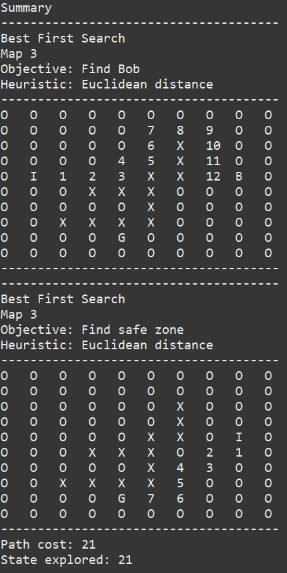 Summary
----------------------------------------
Best First Search
Map 3
Objective: Find Bob
Heuristic: Euclidean distance
----------------------------------------
O O O O O O O O O O
O O O O O 7 8 9 O O
O O O O O 6 X 10 O O
O O O O 4 5 X 11 O O
O I 1 2 3 X X 12 B O
O O O X X X O O O O
O O O O O X O O O O
O O X X X X O O O O
O O O O G O O O O O
O O O O O O O O O O
----------------------------------------
----------------------------------------
Best First Search
Map 3
Objective: Find safe zone
Heuristic: Euclidean distance
----------------------------------------
O O O O O O O O O O
O O O O O O O O O O
O O O O O O X O O O
O O O O O O X O O O
O O O O O X X O I O
O O O X X X O 2 1 O
O O O O O X 4 3 O O
O O X X X X 5 O O O
O O O O G 7 6 O O O
O O O O O O O O O O
----------------------------------------
Path cost: 21
State explored: 21